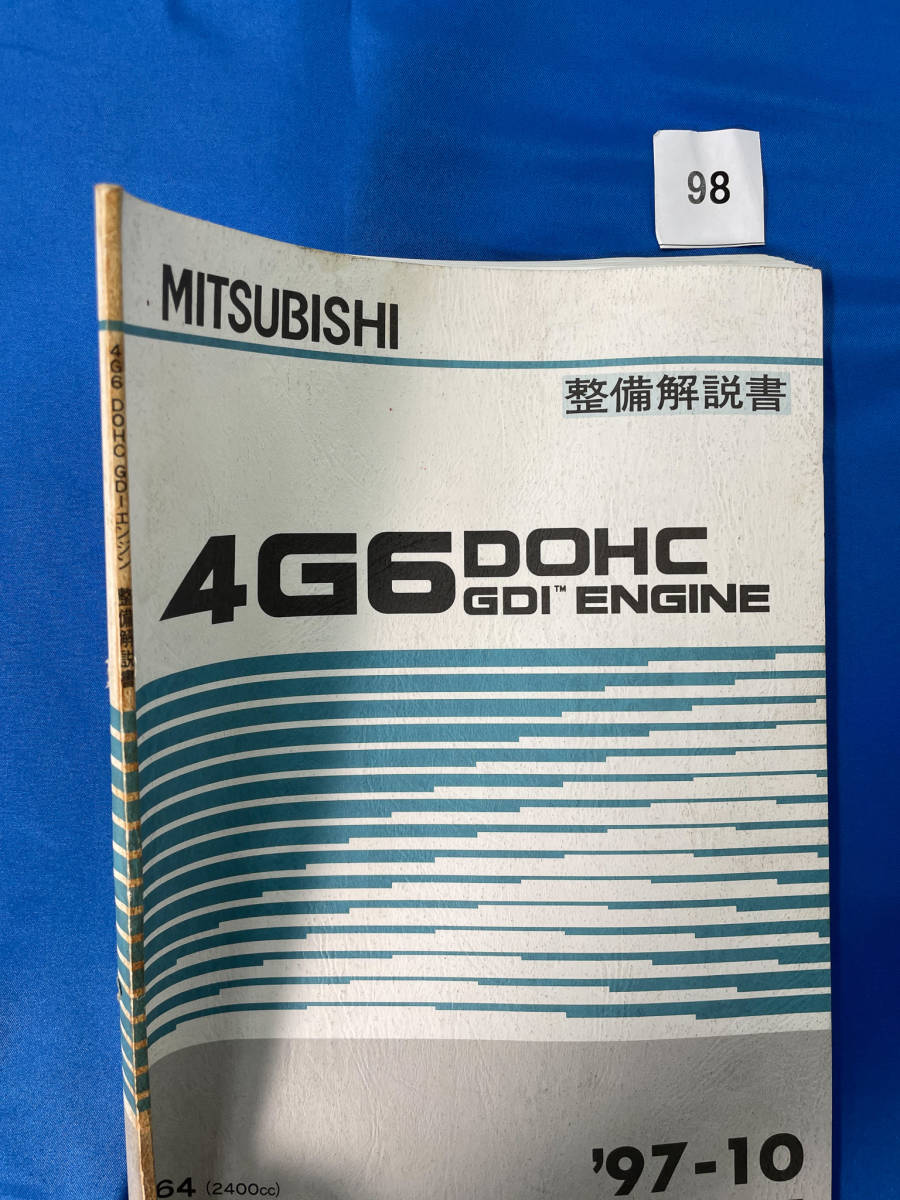 98
MITSUBISHI
整備解説書
4G6 DOHC
GDI™ ENGINE
4G6 DOHC GDIエンジン 整備解説書
64 (2400cc)
'97-10